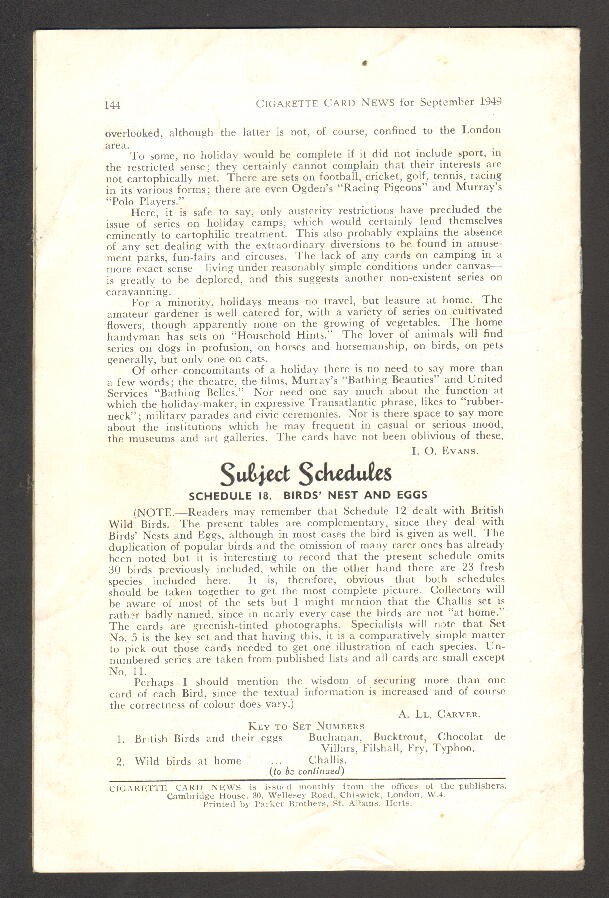 144 CIGARETTE CARD NEWS for September 1949
overlooked, although the latter is not, of course, confined to the London
area.
To some, no holiday would be complete if it did not include sport, in
the restricted sense; they certainly cannot complain that their interests are
not cartophically met. There are sets on football, cricket, golf, tennis, racing
in its various forms; there are even Ogden's "Racing Pigeons" and Murray's
"Polo Players."
Here, it is safe to say, only austerity restrictions have precluded the
issue of series on holiday camps, which would certainly lend themselves
eminently to cartophilic treatment. This also probably explains the absence
of any set dealing with the extraordinary diversions to be found in amuse-
ment parks, fun-fairs and circuses. The lack of any cards on camping in a
more exact sense—living under reasonably simple conditions under canvas—
is greatly to be deplored, and this suggests another non-existent series on
caravanning.
For a minority, holidays means no travel, but leasure at home. The
amateur gardener is well catered for, with a variety of series on cultivated
flowers, though apparently none on the growing of vegetables. The home
handyman has sets on "Household Hints." The lover of animals will find
series on dogs in profusion, on horses and horsemanship, on birds, on pets
generally, but only one on cats.
Of other concomitants of a holiday there is no need to say more than
a few words; the theatre, the films, Murray's "Bathing Beauties" and United
Services "Bathing Belles." Nor need one say much about the function at
which the holiday-maker, in expressive Transatlantic phrase, likes to "rubber-
neck"; military parades and civic ceremonies. Nor is there space to say more
about the institutions which he may frequent in casual or serious mood,
the museums and art galleries. The cards have not been oblivious of these.
I. O. EVANS.
Subject Schedules
SCHEDULE 18. BIRDS' NEST AND EGGS
(NOTE.—Readers may remember that Schedule 12 dealt with British
Wild Birds. The present tables are complementary, since they deal with
Birds' Nests and Eggs, although in most cases the bird is given as well. The
duplication of popular birds and the omission of many rarer ones has already
been noted but it is interesting to record that the present schedule omits
30 birds previously included, while on the other hand there are 23 fresh
species included here. It is, therefore, obvious that both schedules
should be taken together to get the most complete picture. Collectors will
be aware of most of the sets but I might mention that the Challis set is
rather badly named, since in nearly every case the birds are not "at home."
The cards are greenish-tinted photographs. Specialists will note that Set
No. 5 is the key set and that having this, it is a comparatively simple matter
to pick out those cards needed to get one illustration of each species. Un-
numbered series are taken from published lists and all cards are small except
No. 11.
Perhaps I should mention the wisdom of securing more than one
card of each Bird, since the textual information is increased and of course
the correctness of colour does vary.)
A. LL. CARVER.
KEY TO SET NUMBERS
1. British Birds and their eggs Buchanan, Bucktrout, Chocolat de
Villars, Filshall, Fry, Typhoo.
2. Wild birds at home ... Challis.
(to be continued)
CIGARETTE CARD NEWS is issued monthly from the offices of the publishers.
Cambridge House, 30, Wellesey Road, Chiswick, London, W.4.
Printed by Parker Brothers, St. Albans, Herts.